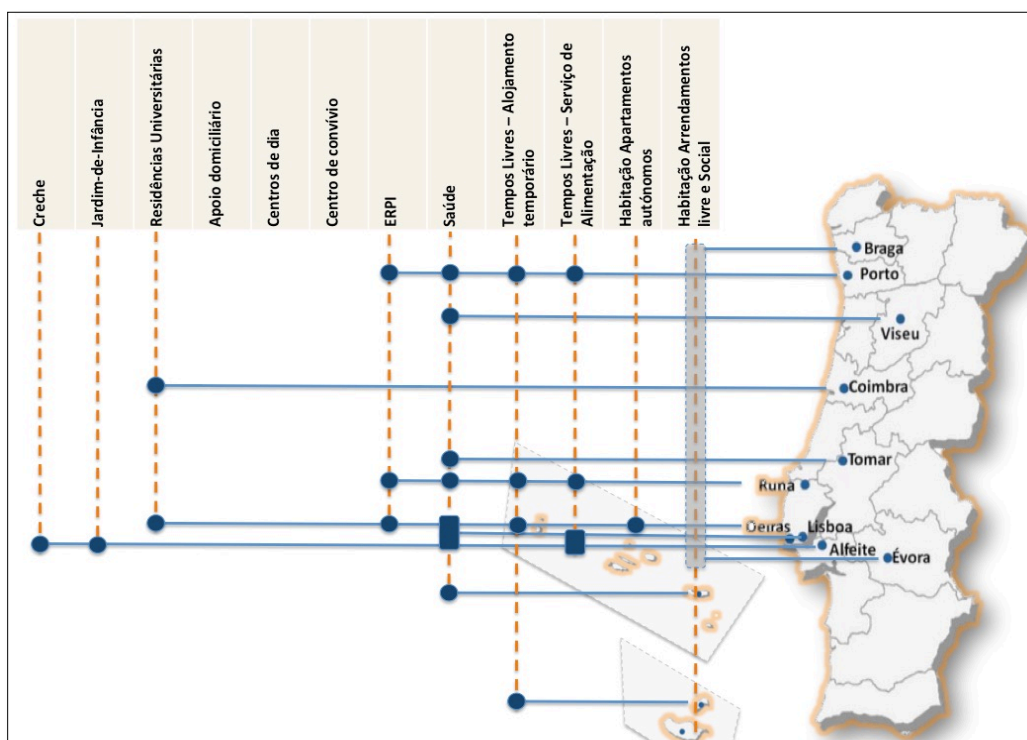 Creche
Jardim-de-Infância
Residências Universitárias
Apoio domiciliário
Centros de dia
Centro de convívio
ERPI
Saúde
Tempos Livres – Alojamento
temporário
Tempos Livres – Serviço de
Alimentação
Habitação Apartamentos
autónomos
Habitação Arrendamentos
livre e Social
Braga
Porto
Viseu
Coimbra
Tomar
Runa
Oeiras
Lisboa
Alfeite
Évora